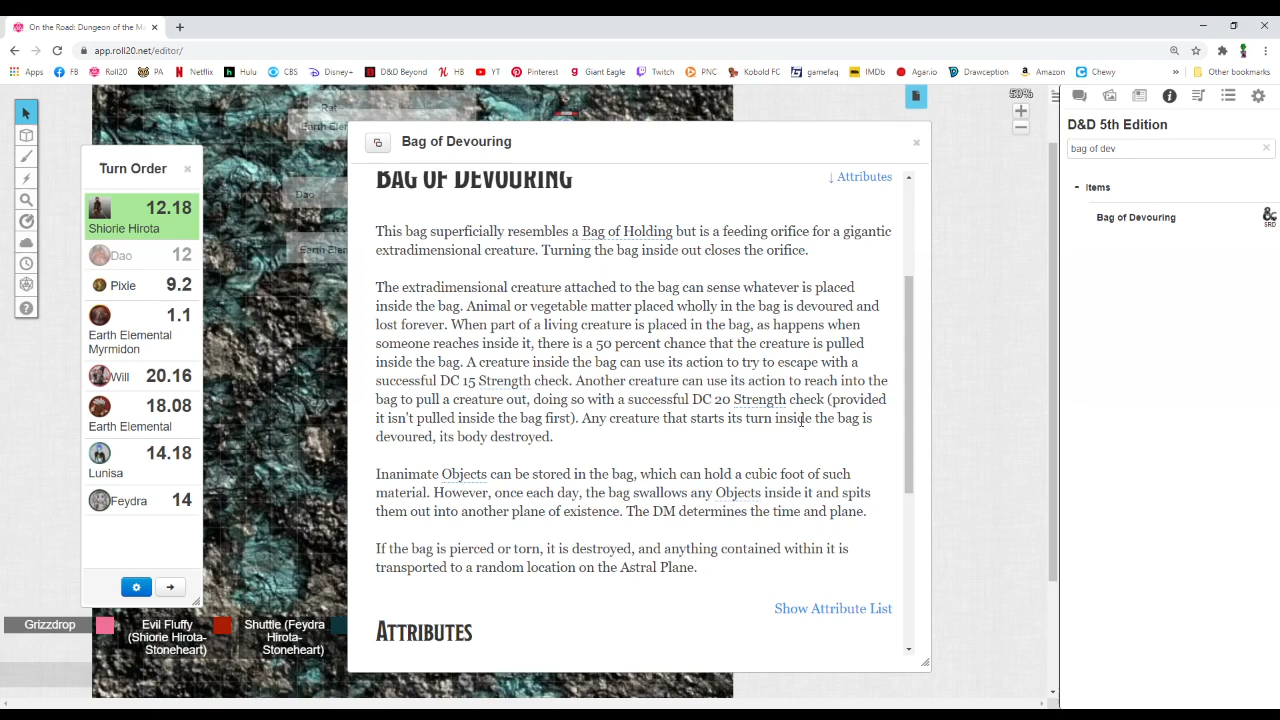 On the Road: Dungeon of the Ma
app.roll20.net/editor/
Apps FB Roll20 PA Netflix Hulu CBS Disney+ D&D Beyond HB YT Pinterest Giant Eagle Twitch PNC Kobold FC gamefaq IMDb Agar.io Drawception Amazon Chewy » Other bookmarks
Rat
Earth Elem
Dao
Earth Elem
59%
Turn Order
Shiorie Hirota 12.18
Dao 12
Pixie 9.2
1.1
Earth Elemental
Myrmidon
Will 20.16
18.08
Earth Elemental
14.18
Lunisa
Feydra 14
Grizzdrop
Evil Fluffy
(Shiorie Hirota-
Stoneheart)
Shuttle (Feydra
Hirota-
Stoneheart)
Bag of Devouring
BAG OF DEVOURING
↓ Attributes
This bag superficially resembles a Bag of Holding but is a feeding orifice for a gigantic
extradimensional creature. Turning the bag inside out closes the orifice.
The extradimensional creature attached to the bag can sense whatever is placed
inside the bag. Animal or vegetable matter placed wholly in the bag is devoured and
lost forever. When part of a living creature is placed in the bag, as happens when
someone reaches inside it, there is a 50 percent chance that the creature is pulled
inside the bag. A creature inside the bag can use its action to try to escape with a
successful DC 15 Strength check. Another creature can use its action to reach into the
bag to pull a creature out, doing so with a successful DC 20 Strength check (provided
it isn't pulled inside the bag first). Any creature that starts its turn inside the bag is
devoured, its body destroyed.
Inanimate Objects can be stored in the bag, which can hold a cubic foot of such
material. However, once each day, the bag swallows any Objects inside it and spits
them out into another plane of existence. The DM determines the time and plane.
If the bag is pierced or torn, it is destroyed, and anything contained within it is
transported to a random location on the Astral Plane.
Show Attribute List
ATTRIBUTES
D&D 5th Edition
bag of dev
- Items
Bag of Devouring
SRD